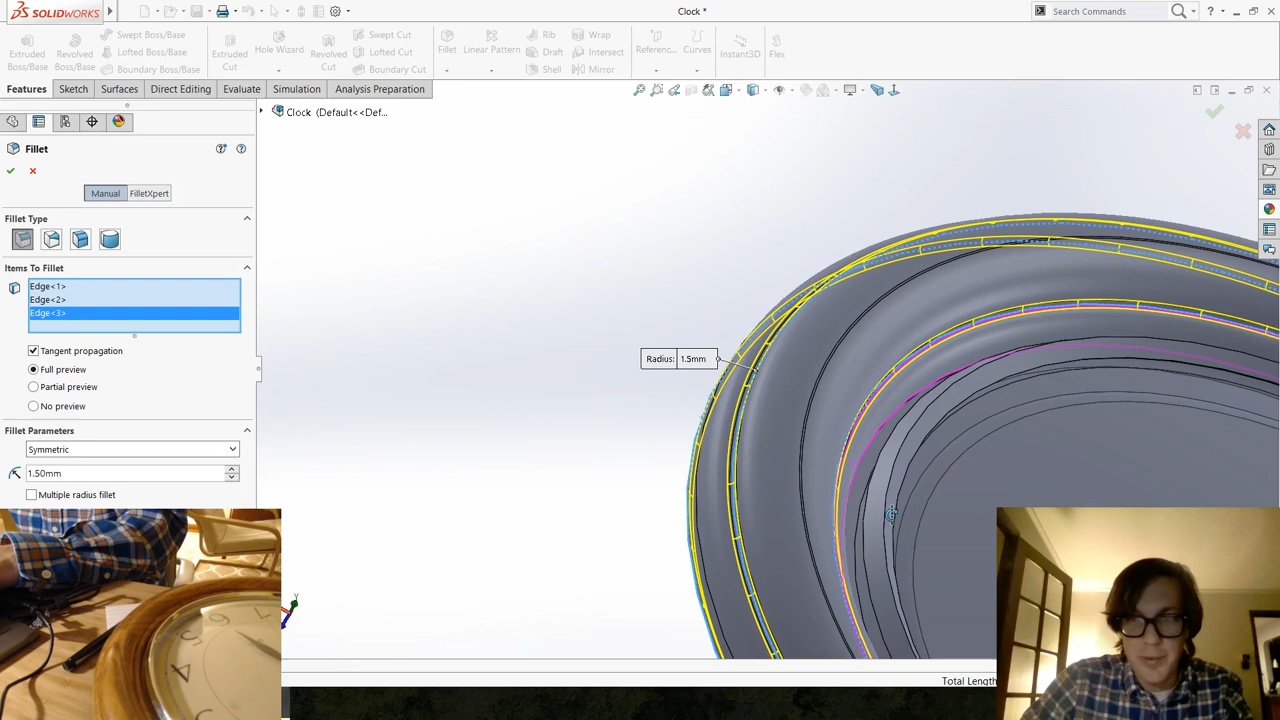 SOLIDWORKS
Clock *
Search Commands
Extruded Boss/Base
Revolved Boss/Base
Swept Boss/Base
Lofted Boss/Base
Boundary Boss/Base
Extruded Cut
Hole Wizard
Revolved Cut
Swept Cut
Lofted Cut
Boundary Cut
Fillet
Linear Pattern
Rib
Draft
Shell
Wrap
Intersect
Mirror
Referenc...
Curves
Instant3D
Flex
Features
Sketch
Surfaces
Direct Editing
Evaluate
Simulation
Analysis Preparation
Clock (Default<<Def...
Fillet
Manual
FilletXpert
Fillet Type
Items To Fillet
Edge<1>
Edge<2>
Edge<3>
Tangent propagation
Full preview
Partial preview
No preview
Fillet Parameters
Symmetric
1.50mm
Multiple radius fillet
Radius: 1.5mm
Y
Total Length
4
5